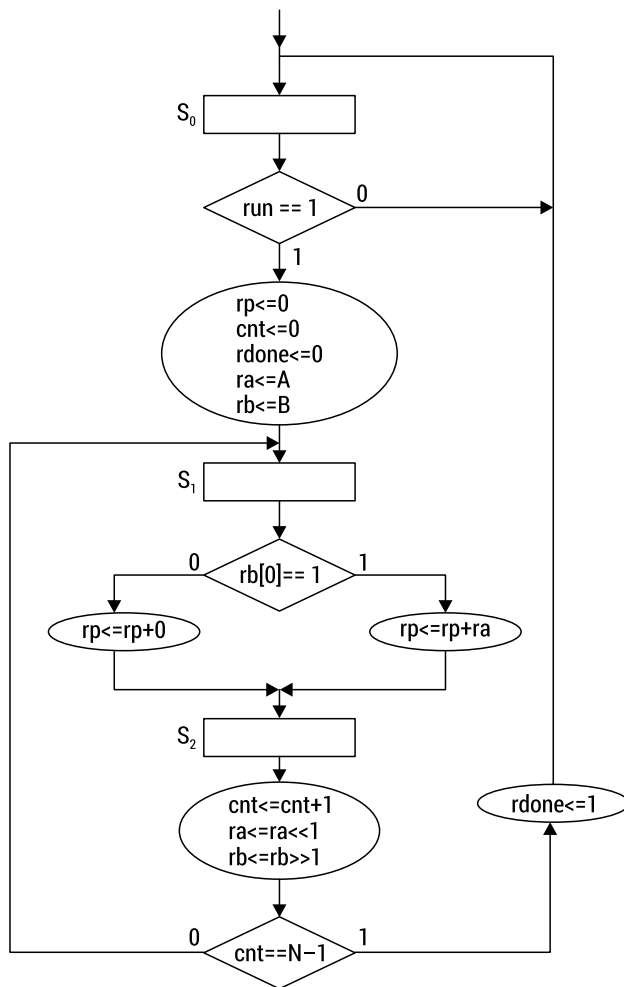 S0
run == 1
0
1
rp<=0
cnt<=0
rdone<=0
ra<=A
rb<=B
S1
0
rb[0]== 1
1
rp<=rp+0
rp<=rp+ra
S2
cnt<=cnt+1
ra<=ra<<1
rb<=rb>>1
rdone<=1
0
cnt==N−1
1